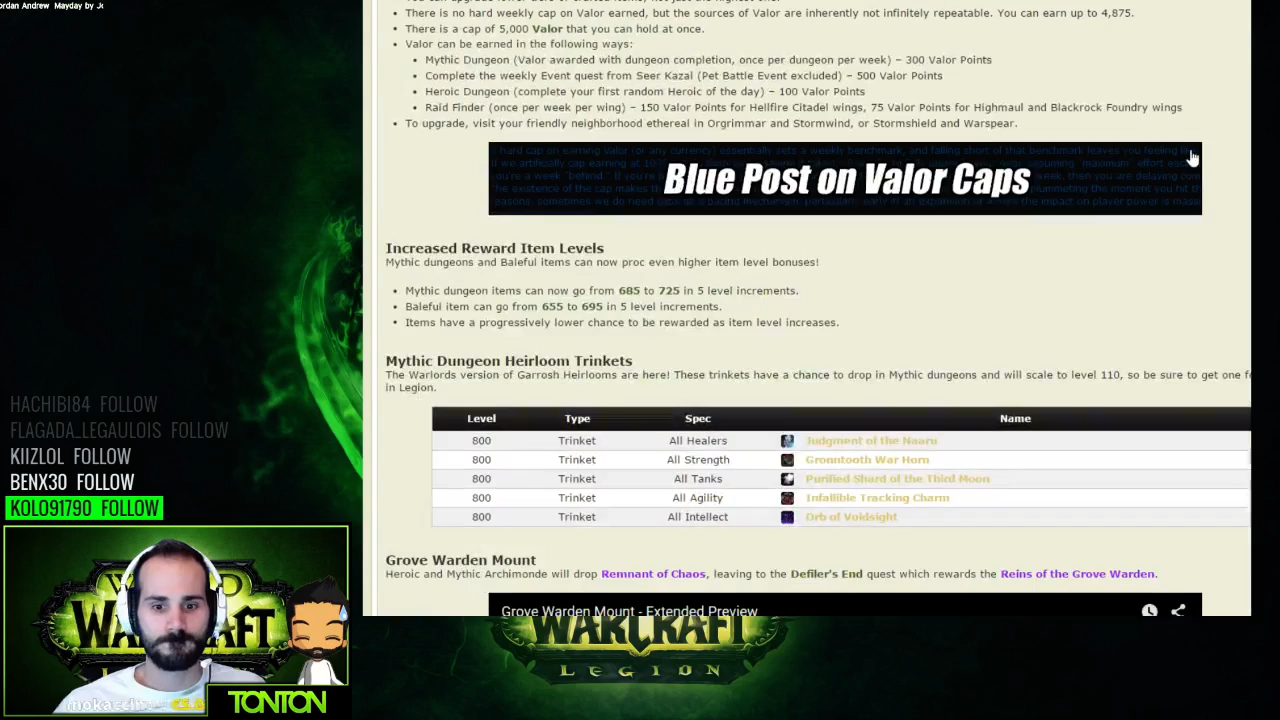 ordan Andrew  Mayday by Jo
There is no hard weekly cap on Valor earned, but the sources of Valor are inherently not infinitely repeatable. You can earn up to 4,875.
There is a cap of 5,000 Valor that you can hold at once.
Valor can be earned in the following ways:
Mythic Dungeon (Valor awarded with dungeon completion, once per dungeon per week) – 300 Valor Points
Complete the weekly Event quest from Seer Kazal (Pet Battle Event excluded) – 500 Valor Points
Heroic Dungeon (complete your first random Heroic of the day) – 100 Valor Points
Raid Finder (once per week per wing) – 150 Valor Points for Hellfire Citadel wings, 75 Valor Points for Highmaul and Blackrock Foundry wings
To upgrade, visit your friendly neighborhood ethereal in Orgrimmar and Stormwind, or Stormshield and Warspear.
Blue Post on Valor Caps
Increased Reward Item Levels
Mythic dungeons and Baleful items can now proc even higher item level bonuses!
Mythic dungeon items can now go from 685 to 725 in 5 level increments.
Baleful item can go from 655 to 695 in 5 level increments.
Items have a progressively lower chance to be rewarded as item level increases.
Mythic Dungeon Heirloom Trinkets
The Warlords version of Garrosh Heirlooms are here! These trinkets have a chance to drop in Mythic dungeons and will scale to level 110, so be sure to get one
in Legion.
Level Type Spec Name
800 Trinket All Healers Judgment of the Naaru
800 Trinket All Strength Gronntooth War Horn
800 Trinket All Tanks Purified Shard of the Third Moon
800 Trinket All Agility Infallible Tracking Charm
800 Trinket All Intellect Orb of Voidsight
Grove Warden Mount
Heroic and Mythic Archimonde will drop Remnant of Chaos, leaving to the Defiler's End quest which rewards the Reins of the Grove Warden.
Grove Warden Mount - Extended Preview
HACHIBI84 FOLLOW
FLAGADA_LEGAULOIS FOLLOW
KIIZLOL FOLLOW
BENX30 FOLLOW
KOLO91790 FOLLOW
TONTON
WARCRAFT
LEGION